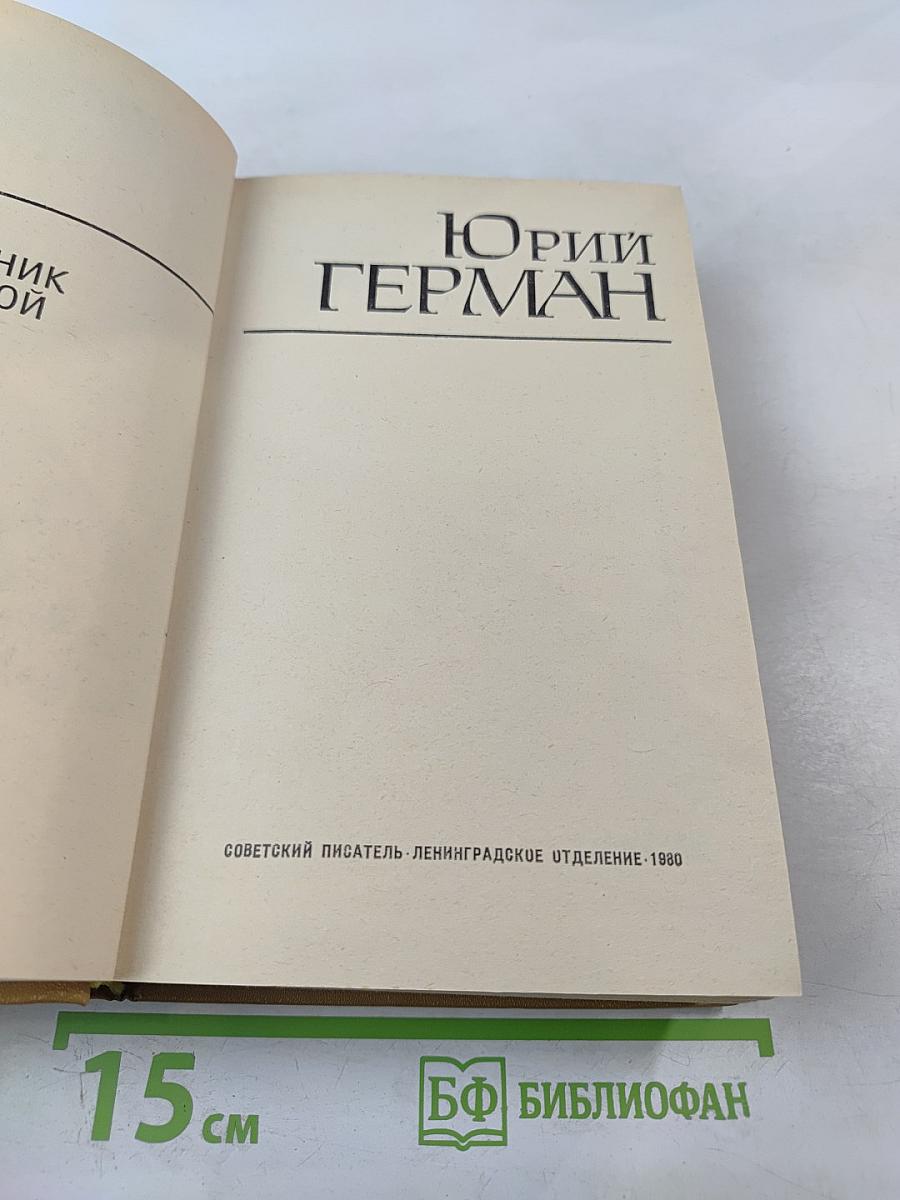 НИК
ОЙ
Юрий
ГЕРМАН
СОВЕТСКИЙ ПИСАТЕЛЬ·ЛЕНИНГРАДСКОЕ ОТДЕЛЕНИЕ·1980
15 см
БФ БИБЛИОФАН